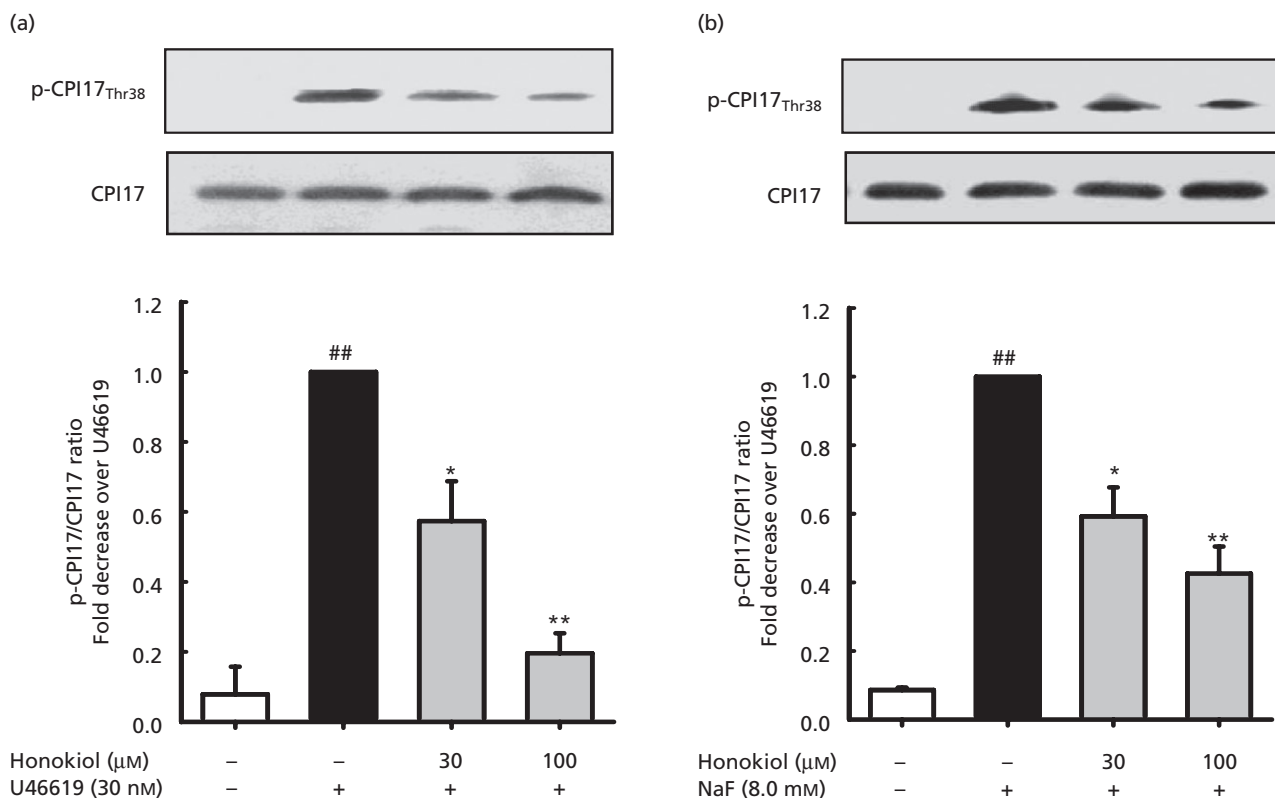 (a)
p-CPI17Thr38
CPI17
p-CPI17/CPI17 ratio
Fold decrease over U46619
1.2
1.0
0.8
0.6
0.4
0.2
0.0
##
*
**
Honokiol (μM) – – 30 100
U46619 (30 nM) – + + +
(b)
p-CPI17Thr38
CPI17
p-CPI17/CPI17 ratio
Fold decrease over U46619
1.2
1.0
0.8
0.6
0.4
0.2
0.0
##
*
**
Honokiol (μM) – – 30 100
NaF (8.0 mM) – + + +